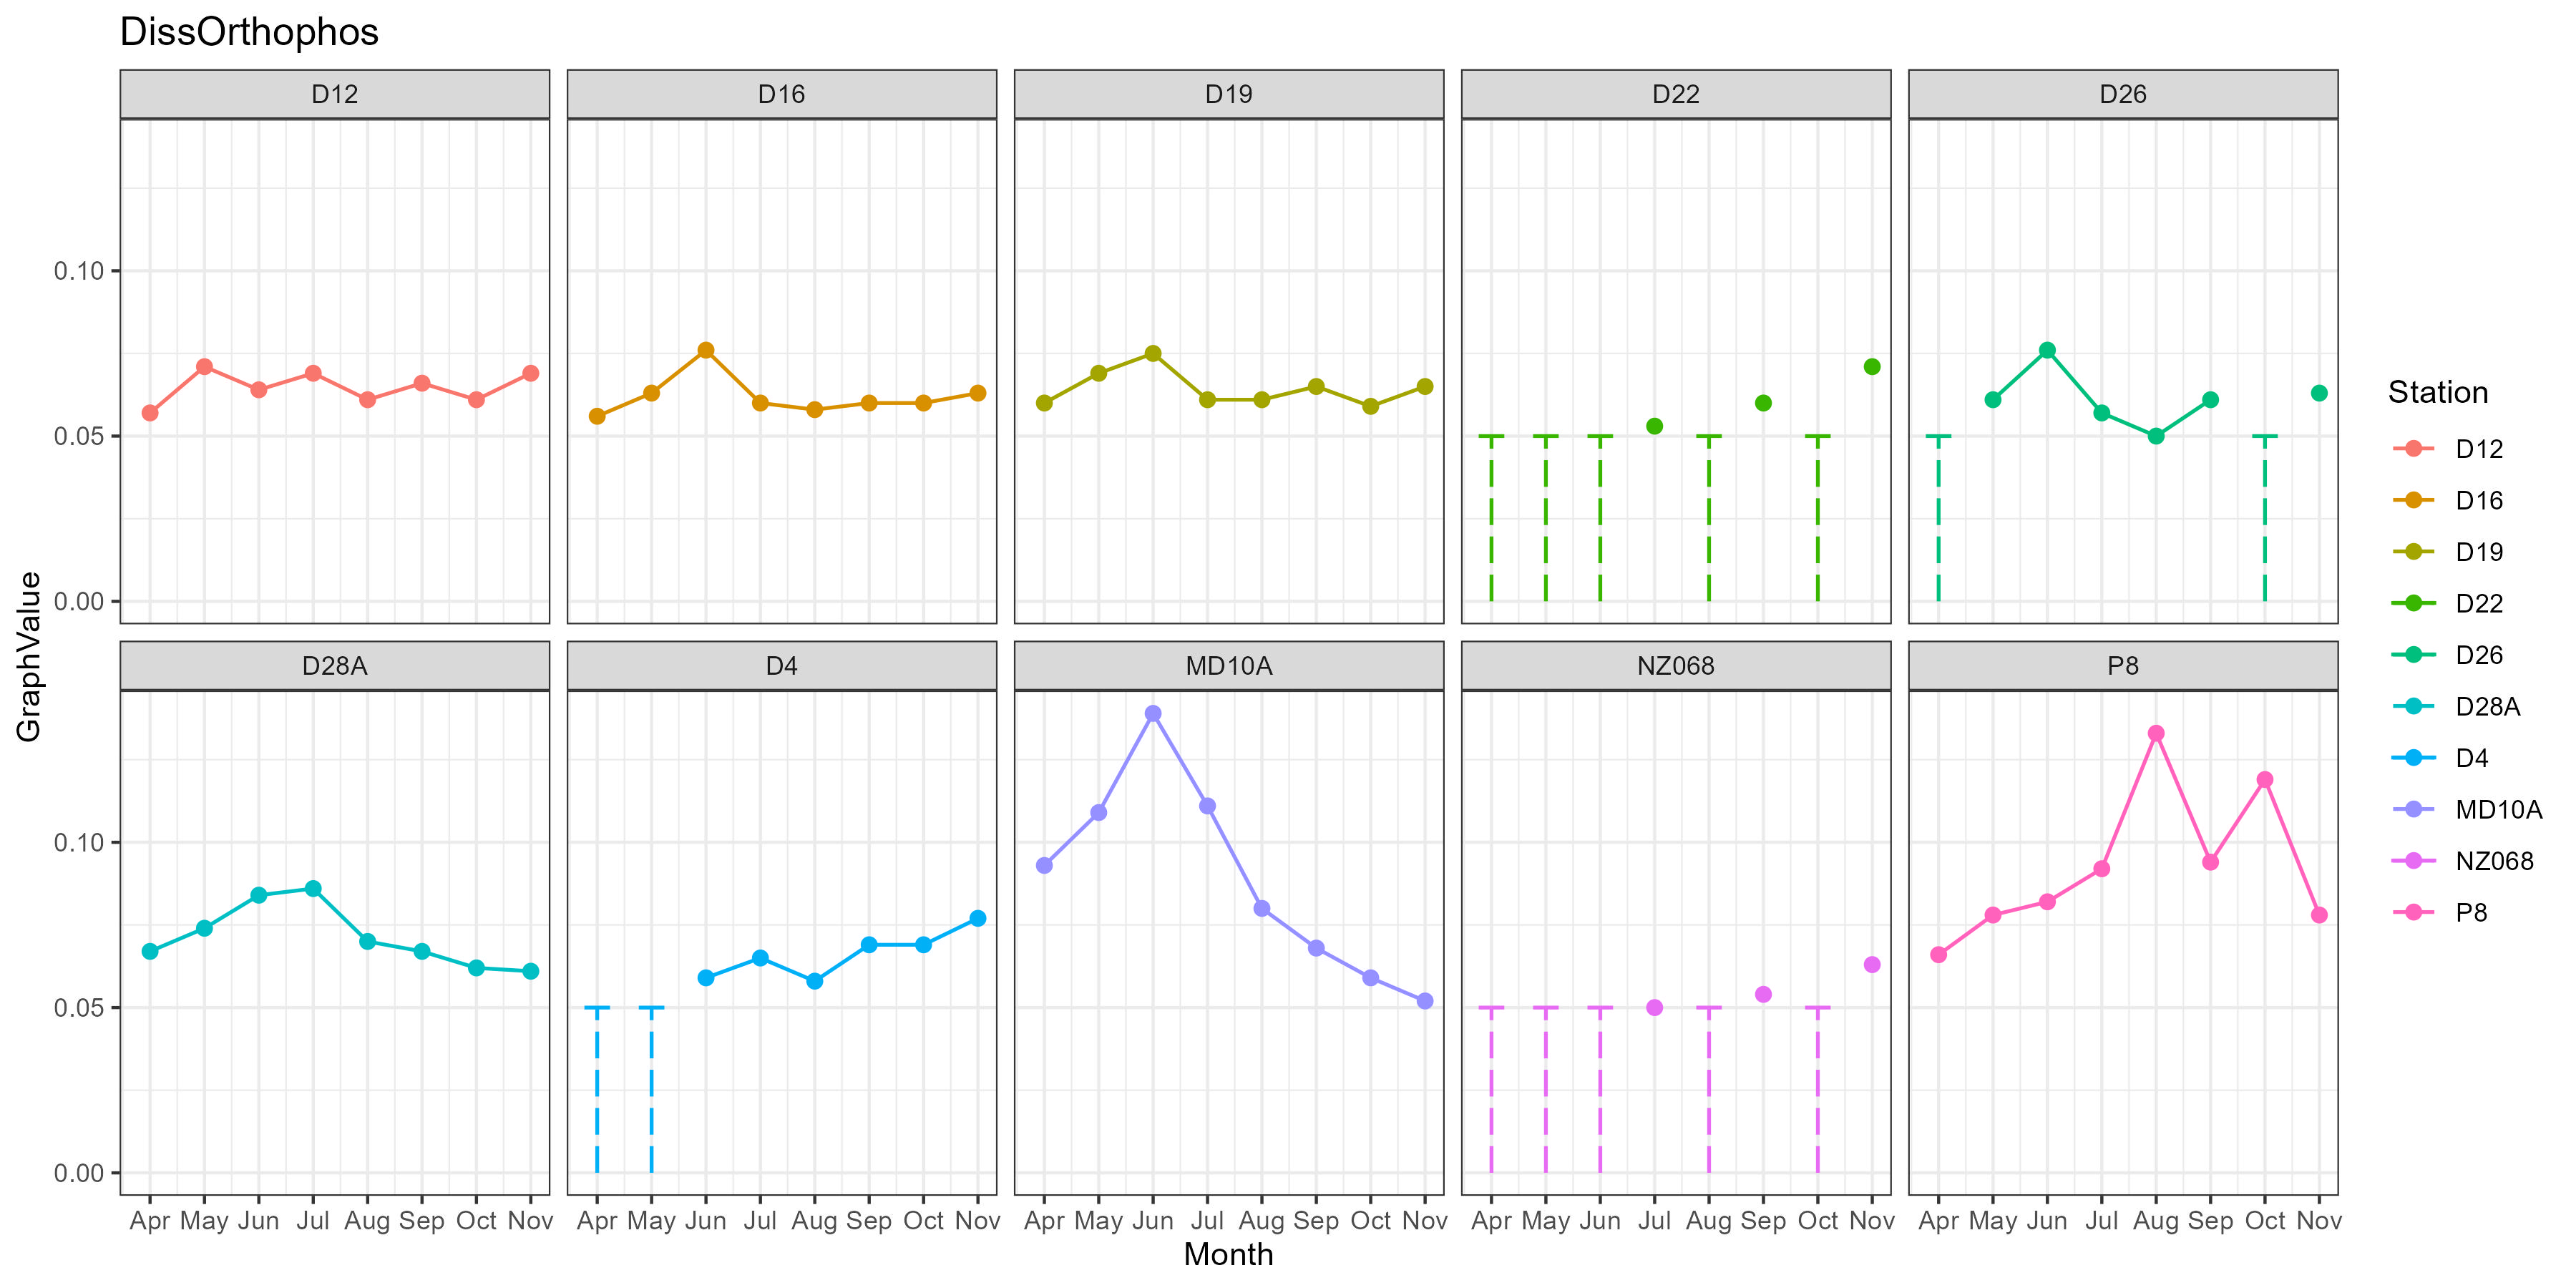 DissOrthophos
D12 D16 D19 D22 D26
0.10
0.05
0.00
D28A D4 MD10A NZ068 P8
0.10
0.05
0.00
GraphValue
Apr May Jun Jul Aug Sep Oct Nov Apr May Jun Jul Aug Sep Oct Nov Apr May Jun Jul Aug Sep Oct Nov Apr May Jun Jul Aug Sep Oct Nov Apr May Jun Jul Aug Sep Oct Nov
Month
Station
D12
D16
D19
D22
D26
D28A
D4
MD10A
NZ068
P8